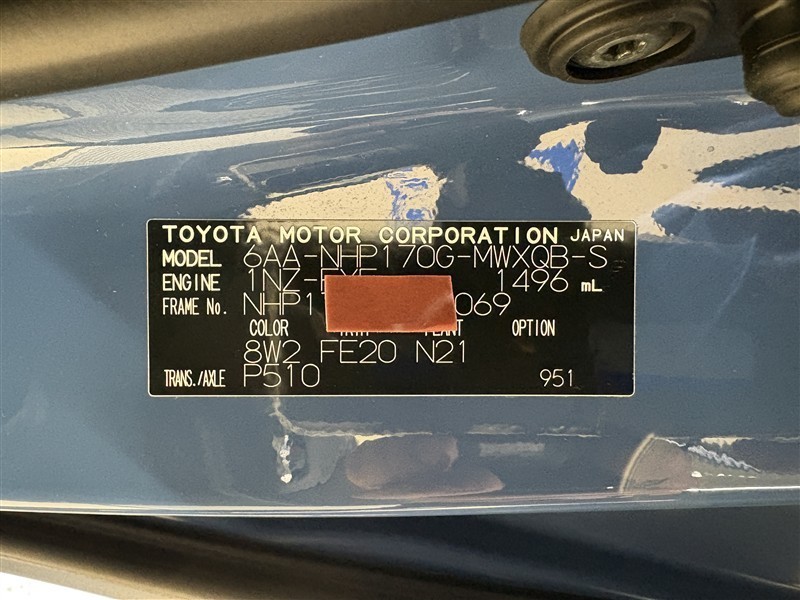 TOYOTA MOTOR CORPORATION JAPAN
MODEL 6AA-NHP170G-MWXQB-S
ENGINE 1NZ- 1496 mL
FRAME No. NHP1 069
COLOR OPTION
8W2 FE20 N21
TRANS./AXLE P510 951